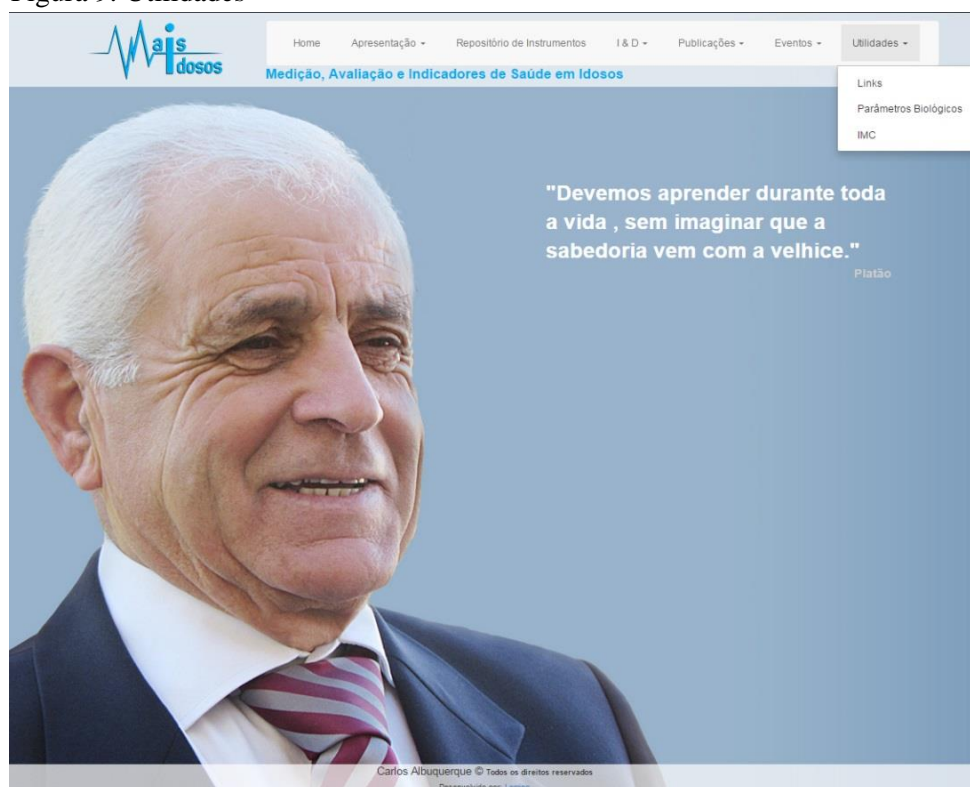 Figura 9: Utilidades
Mais
Idosos
Home Apresentação Repositório de Instrumentos I & D Publicações Eventos Utilidades
Medição, Avaliação e Indicadores de Saúde em Idosos
Links
Parâmetros Biológicos
IMC
"Devemos aprender durante toda
a vida , sem imaginar que a
sabedoria vem com a velhice."
Platão
Carlos Albuquerque © Todos os direitos reservados